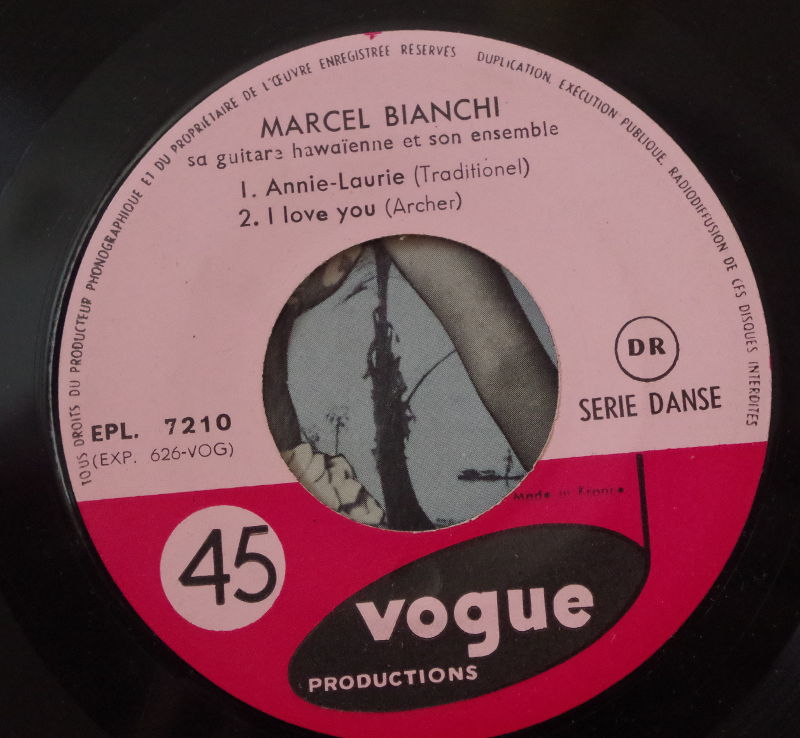 TOUS DROITS DU PRODUCTEUR PHONOGRAPHIQUE ET DU PROPRIÉTAIRE DE L'ŒUVRE ENREGISTRÉE RÉSERVÉS DUPLICATION, EXÉCUTION PUBLIQUE, RADIODIFFUSION DE CES DISQUES INTERDITES
MARCEL BIANCHI
sa guitare hawaïenne et son ensemble
1. Annie-Laurie (Traditionel)
2. I love you (Archer)
DR
SERIE DANSE
EPL. 7210
(EXP. 626-VOG)
Made in France
45
vogue
PRODUCTIONS